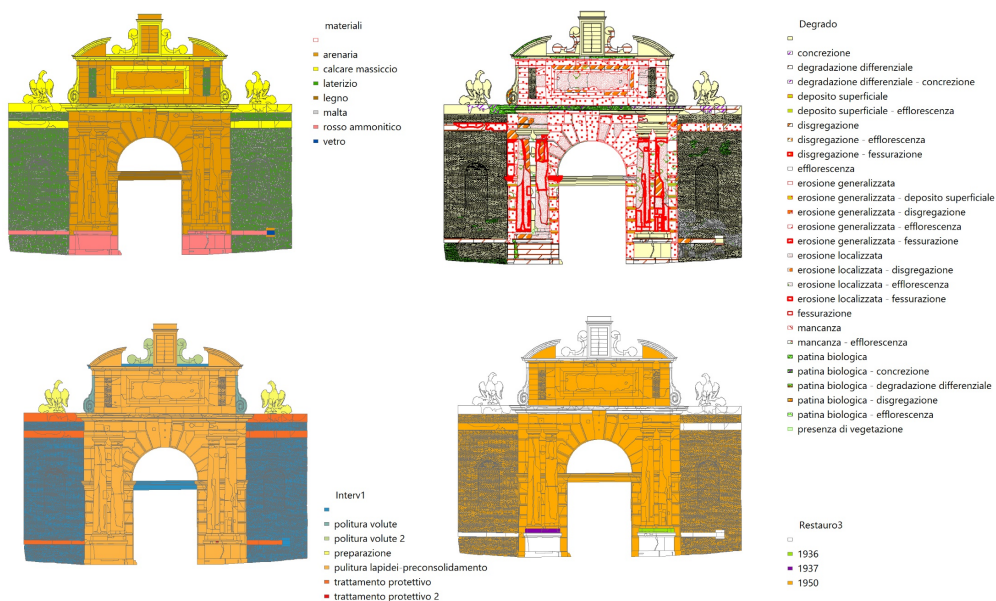 materiali
arenaria
calcare massiccio
laterizio
legno
malta
rosso ammonitico
vetro
Degrado
concrezione
degradazione differenziale
degradazione differenziale - concrezione
deposito superficiale
deposito superficiale - efflorescenza
disgregazione
disgregazione - efflorescenza
disgregazione - fessurazione
efflorescenza
erosione generalizzata
erosione generalizzata - deposito superficiale
erosione generalizzata - disgregazione
erosione generalizzata - efflorescenza
erosione generalizzata - fessurazione
erosione localizzata
erosione localizzata - disgregazione
erosione localizzata - efflorescenza
erosione localizzata - fessurazione
fessurazione
mancanza
mancanza - efflorescenza
patina biologica
patina biologica - concrezione
patina biologica - degradazione differenziale
patina biologica - disgregazione
patina biologica - efflorescenza
presenza di vegetazione
Interv1
politura volute
politura volute 2
preparazione
pulitura lapidei-preconsolidamento
trattamento protettivo
trattamento protettivo 2
Restauro3
1936
1937
1950